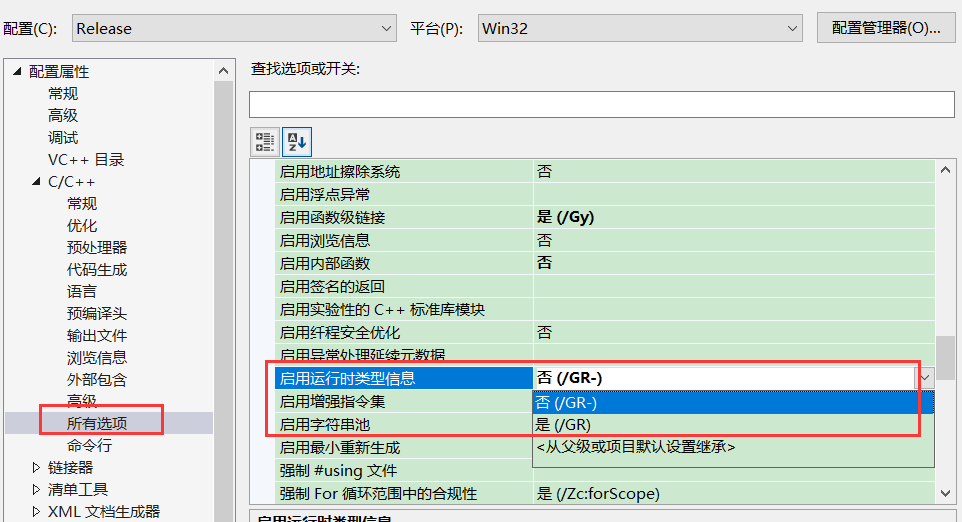 配置(C): Release 平台(P): Win32 配置管理器(O)...
配置属性
常规
高级
调试
VC++ 目录
C/C++
常规
优化
预处理器
代码生成
语言
预编译头
输出文件
浏览信息
外部包含
高级
所有选项
命令行
链接器
清单工具
XML 文档生成器
查找选项或开关:
启用地址擦除系统 否
启用浮点异常
启用函数级链接 是 (/Gy)
启用浏览信息 否
启用内部函数 否
启用签名的返回
启用实验性的 C++ 标准库模块
启用纤程安全优化 否
启用异常处理延续元数据
启用运行时类型信息 否 (/GR-)
启用增强指令集 否 (/GR-)
启用字符串池 是 (/GR)
启用最小重新生成 <从父级或项目默认设置继承>
强制 #using 文件
强制 For 循环范围中的合规性 是 (/Zc:forScope)
启用运行时类型信息